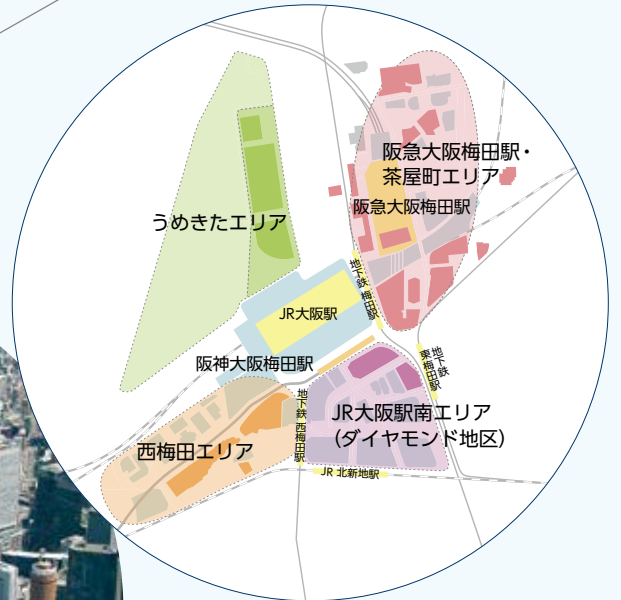 阪急大阪梅田駅・
茶屋町エリア
阪急大阪梅田駅
うめきたエリア
地下鉄 梅田駅
JR大阪駅
阪神大阪梅田駅
地下鉄
東梅田駅
地下鉄 西梅田駅
JR大阪駅南エリア
（ダイヤモンド地区）
西梅田エリア
JR 北新地駅